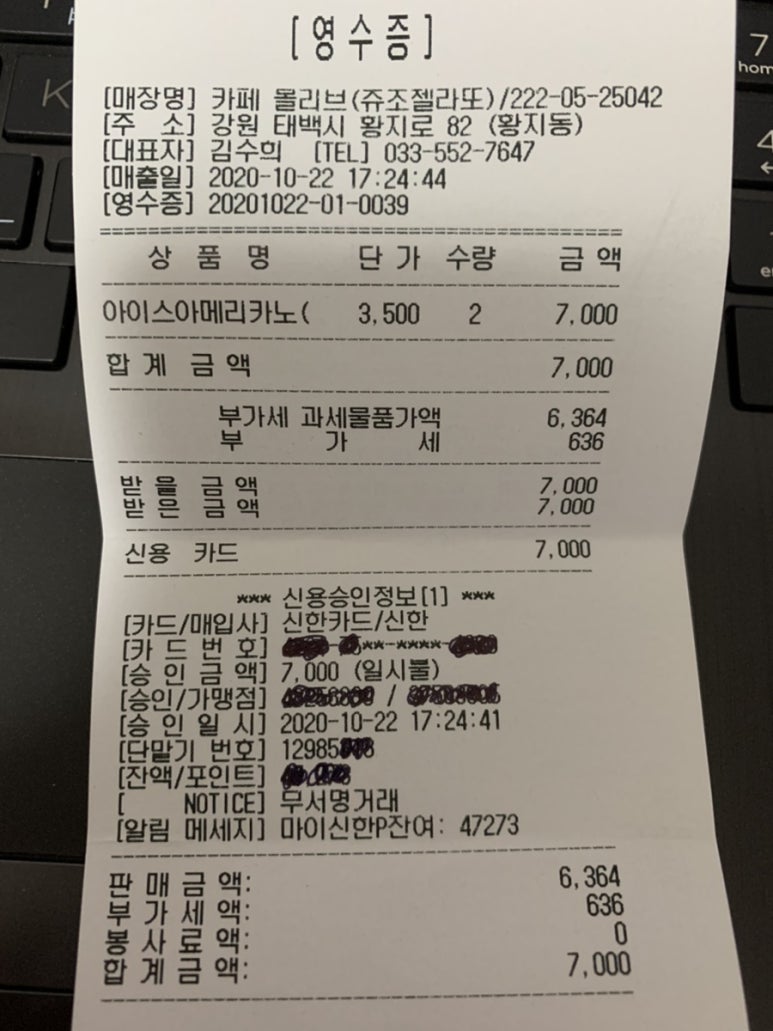 [영수증]
[매장명] 카페 몰리브(쥬조젤라또)/222-05-25042
[주 소] 강원 태백시 황지로 82 (황지동)
[대표자] 김수희 [TEL] 033-552-7647
[매출일] 2020-10-22 17:24:44
[영수증] 20201022-01-0039
상 품 명 단 가 수량 금 액
아이스아메리카노( 3,500 2 7,000
합 계 금 액 7,000
부가세 과세물품가액 6,364
부 가 세 636
받 을 금 액 7,000
받 은 금 액 7,000
신용 카드 7,000
*** 신용승인정보[1] ***
[카드/매입사] 신한카드/신한
[카 드 번 호] **-****-
[승 인 금 액] 7,000 (일시불)
[승인/가맹점] /
[승 인 일 시] 2020-10-22 17:24:41
[단말기 번호] 12985
[잔액/포인트]
[ NOTICE] 무서명거래
[알림 메세지] 마이신한P잔여: 47273
판 매 금 액: 6,364
부 가 세 액: 636
봉 사 료 액: 0
합 계 금 액: 7,000
7
hom
K